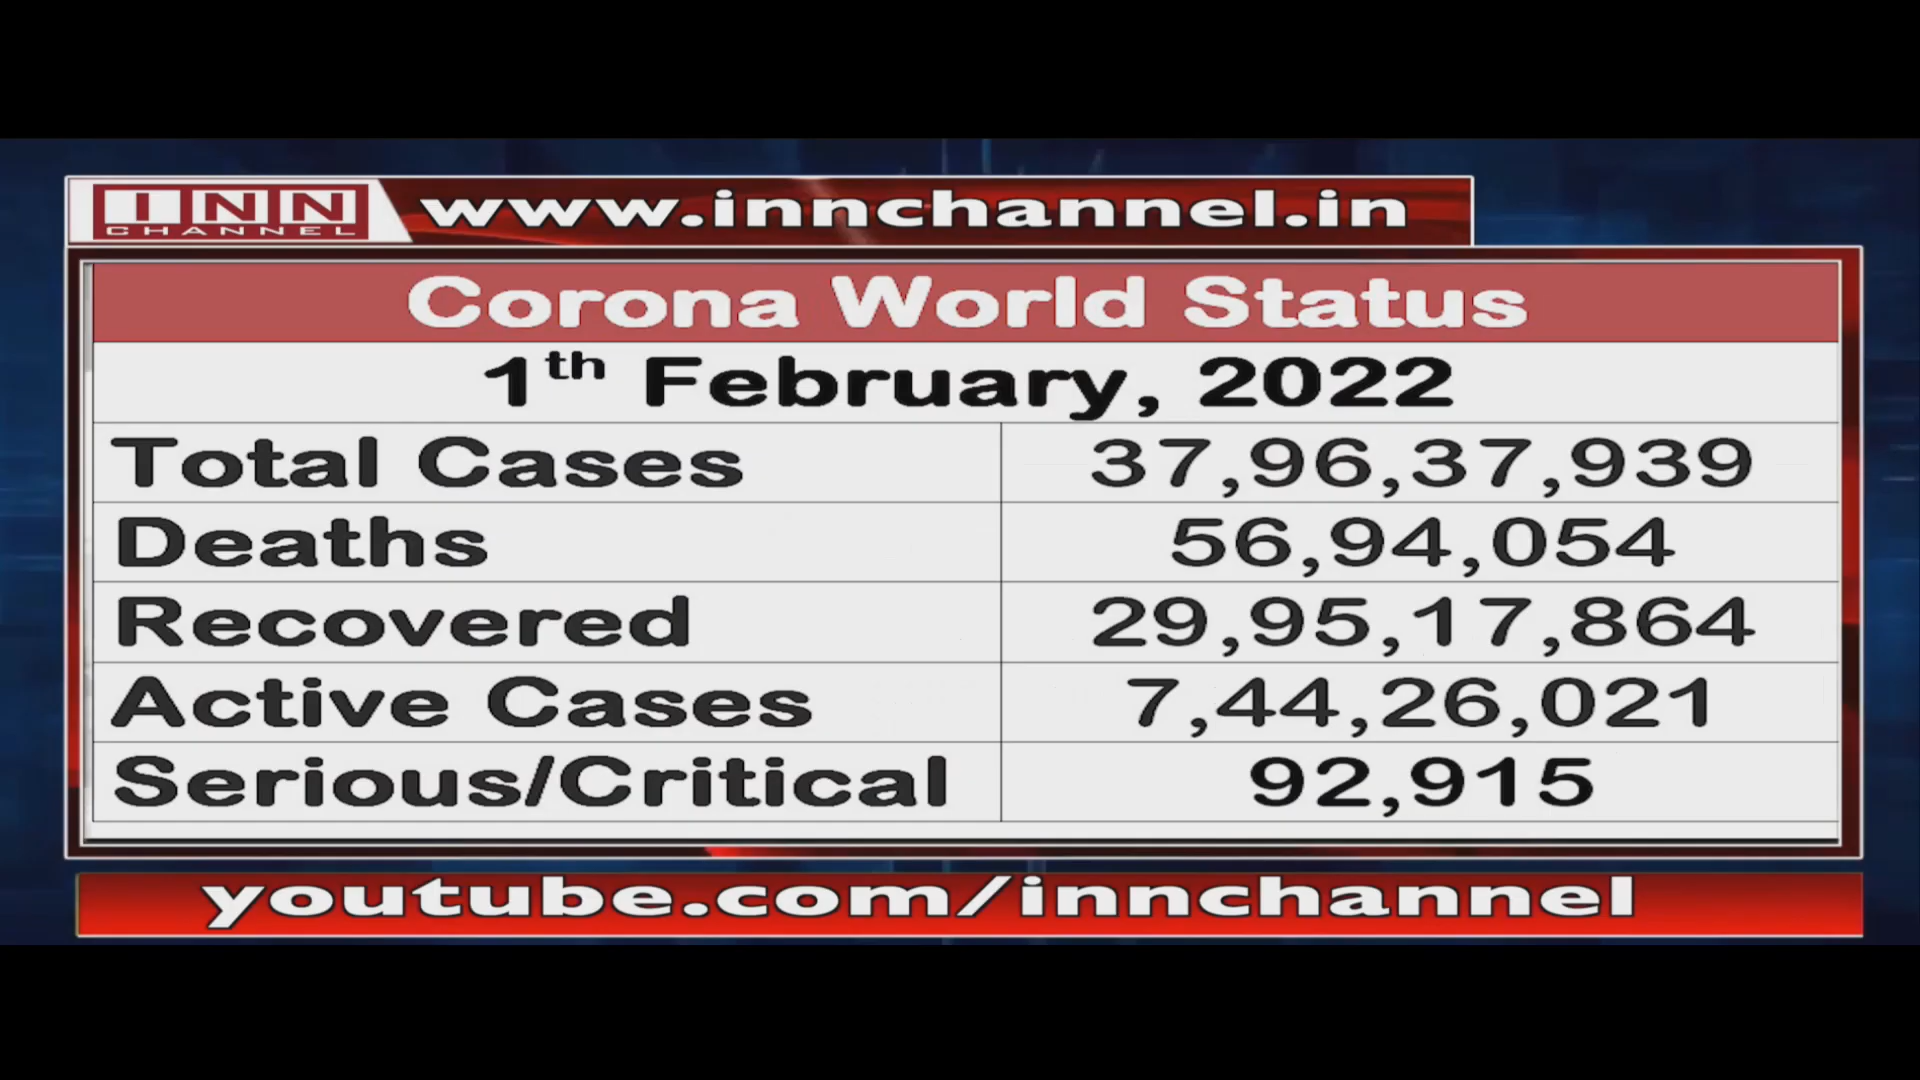 INN
CHANNEL
www.innchannel.in
Corona World Status
1th February, 2022
Total Cases 37,96,37,939
Deaths 56,94,054
Recovered 29,95,17,864
Active Cases 7,44,26,021
Serious/Critical 92,915
youtube.com/innchannel